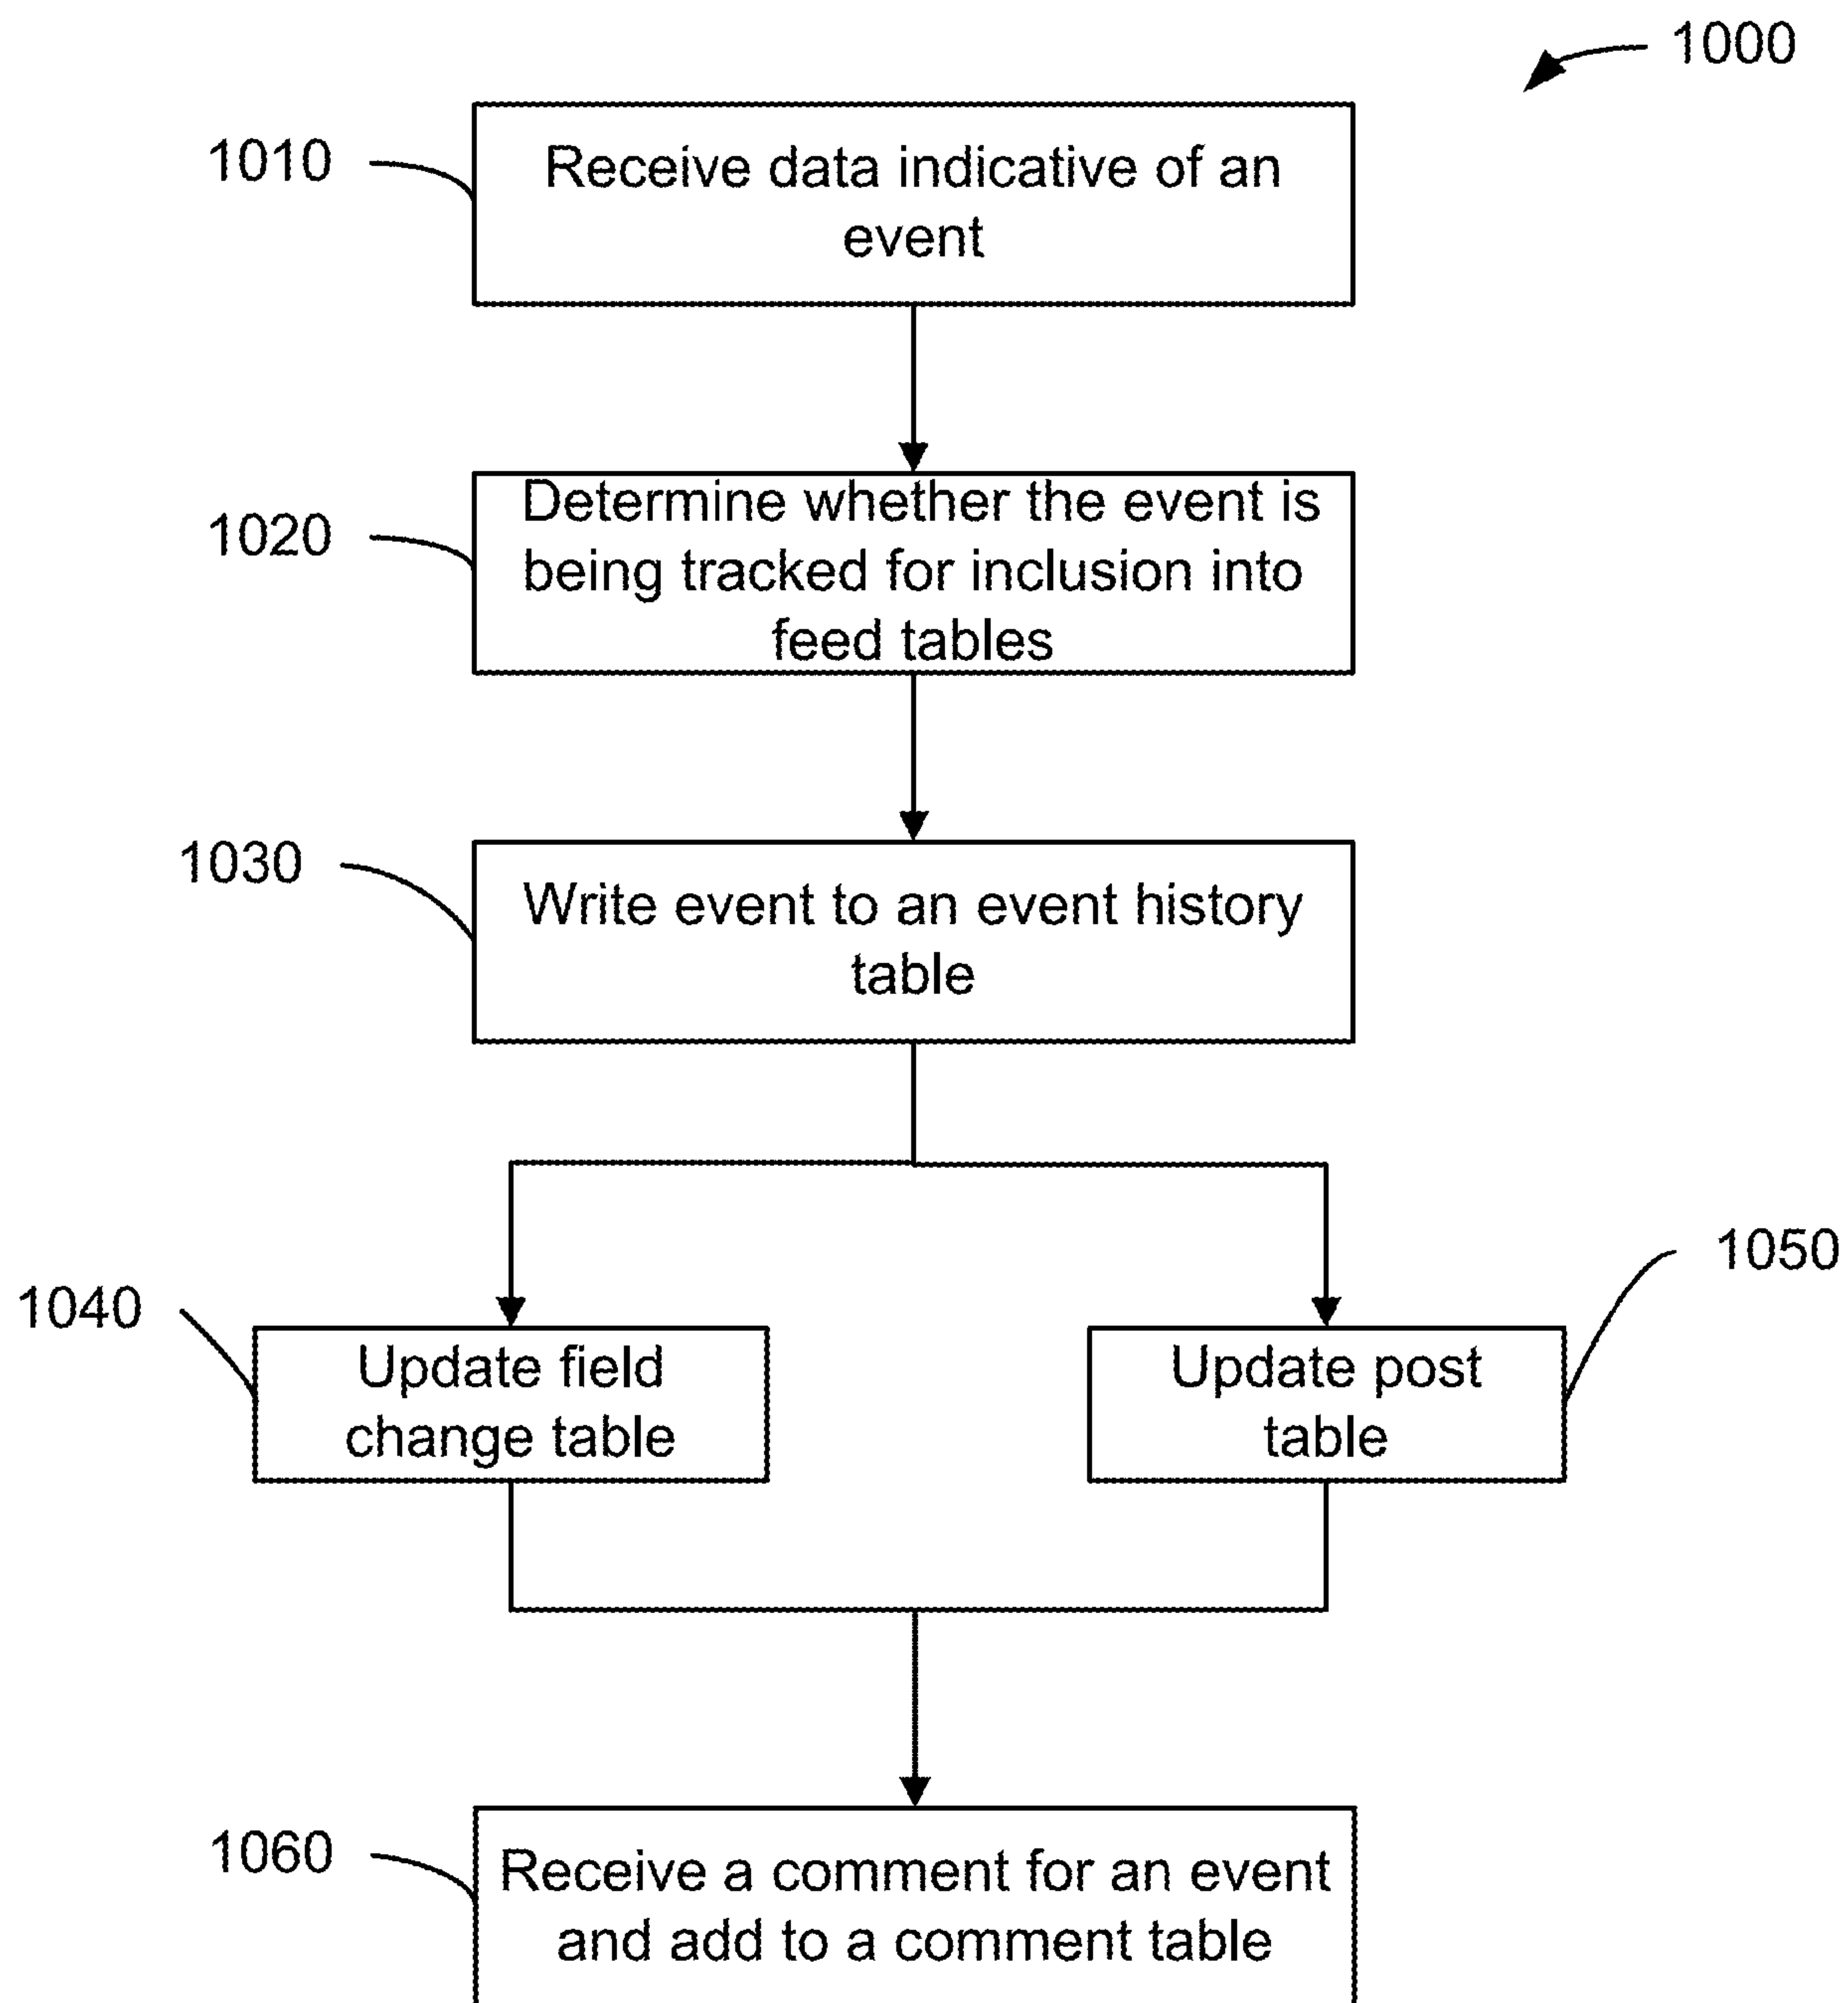 1000
1010
Receive data indicative of an
event
1020
Determine whether the event is
being tracked for inclusion into
feed tables
1030
Write event to an event history
table
1040
Update field
change table
1050
Update post
table
1060
Receive a comment for an event
and add to a comment table